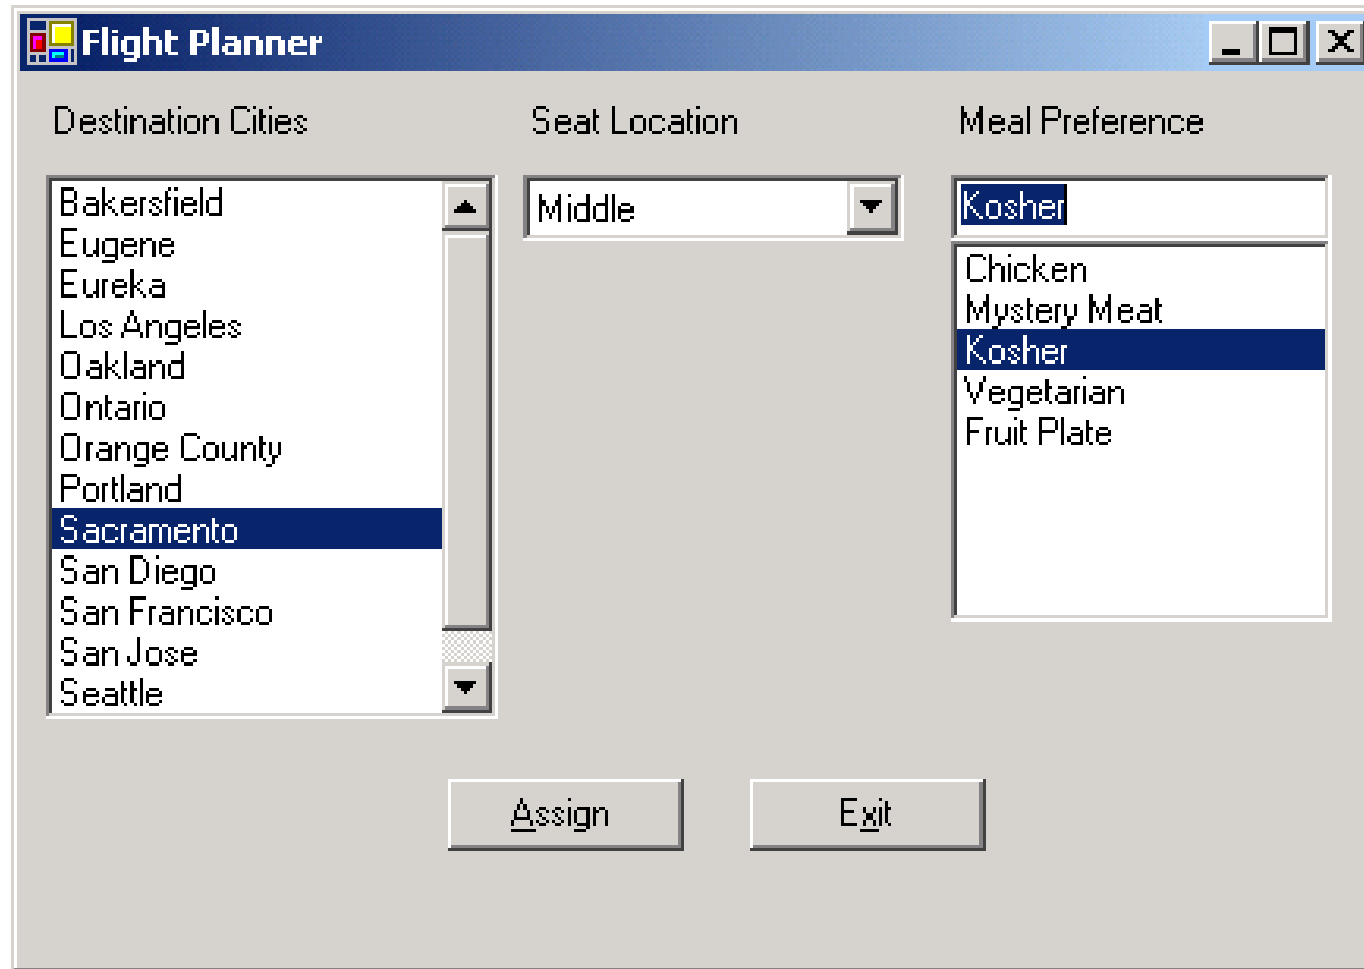 Flight Planner
Destination Cities
Bakersfield
Eugene
Eureka
Los Angeles
Oakland
Ontario
Orange County
Portland
Sacramento
San Diego
San Francisco
San Jose
Seattle
Seat Location
Middle
Meal Preference
Kosher
Chicken
Mystery Meat
Kosher
Vegetarian
Fruit Plate
Assign
Exit